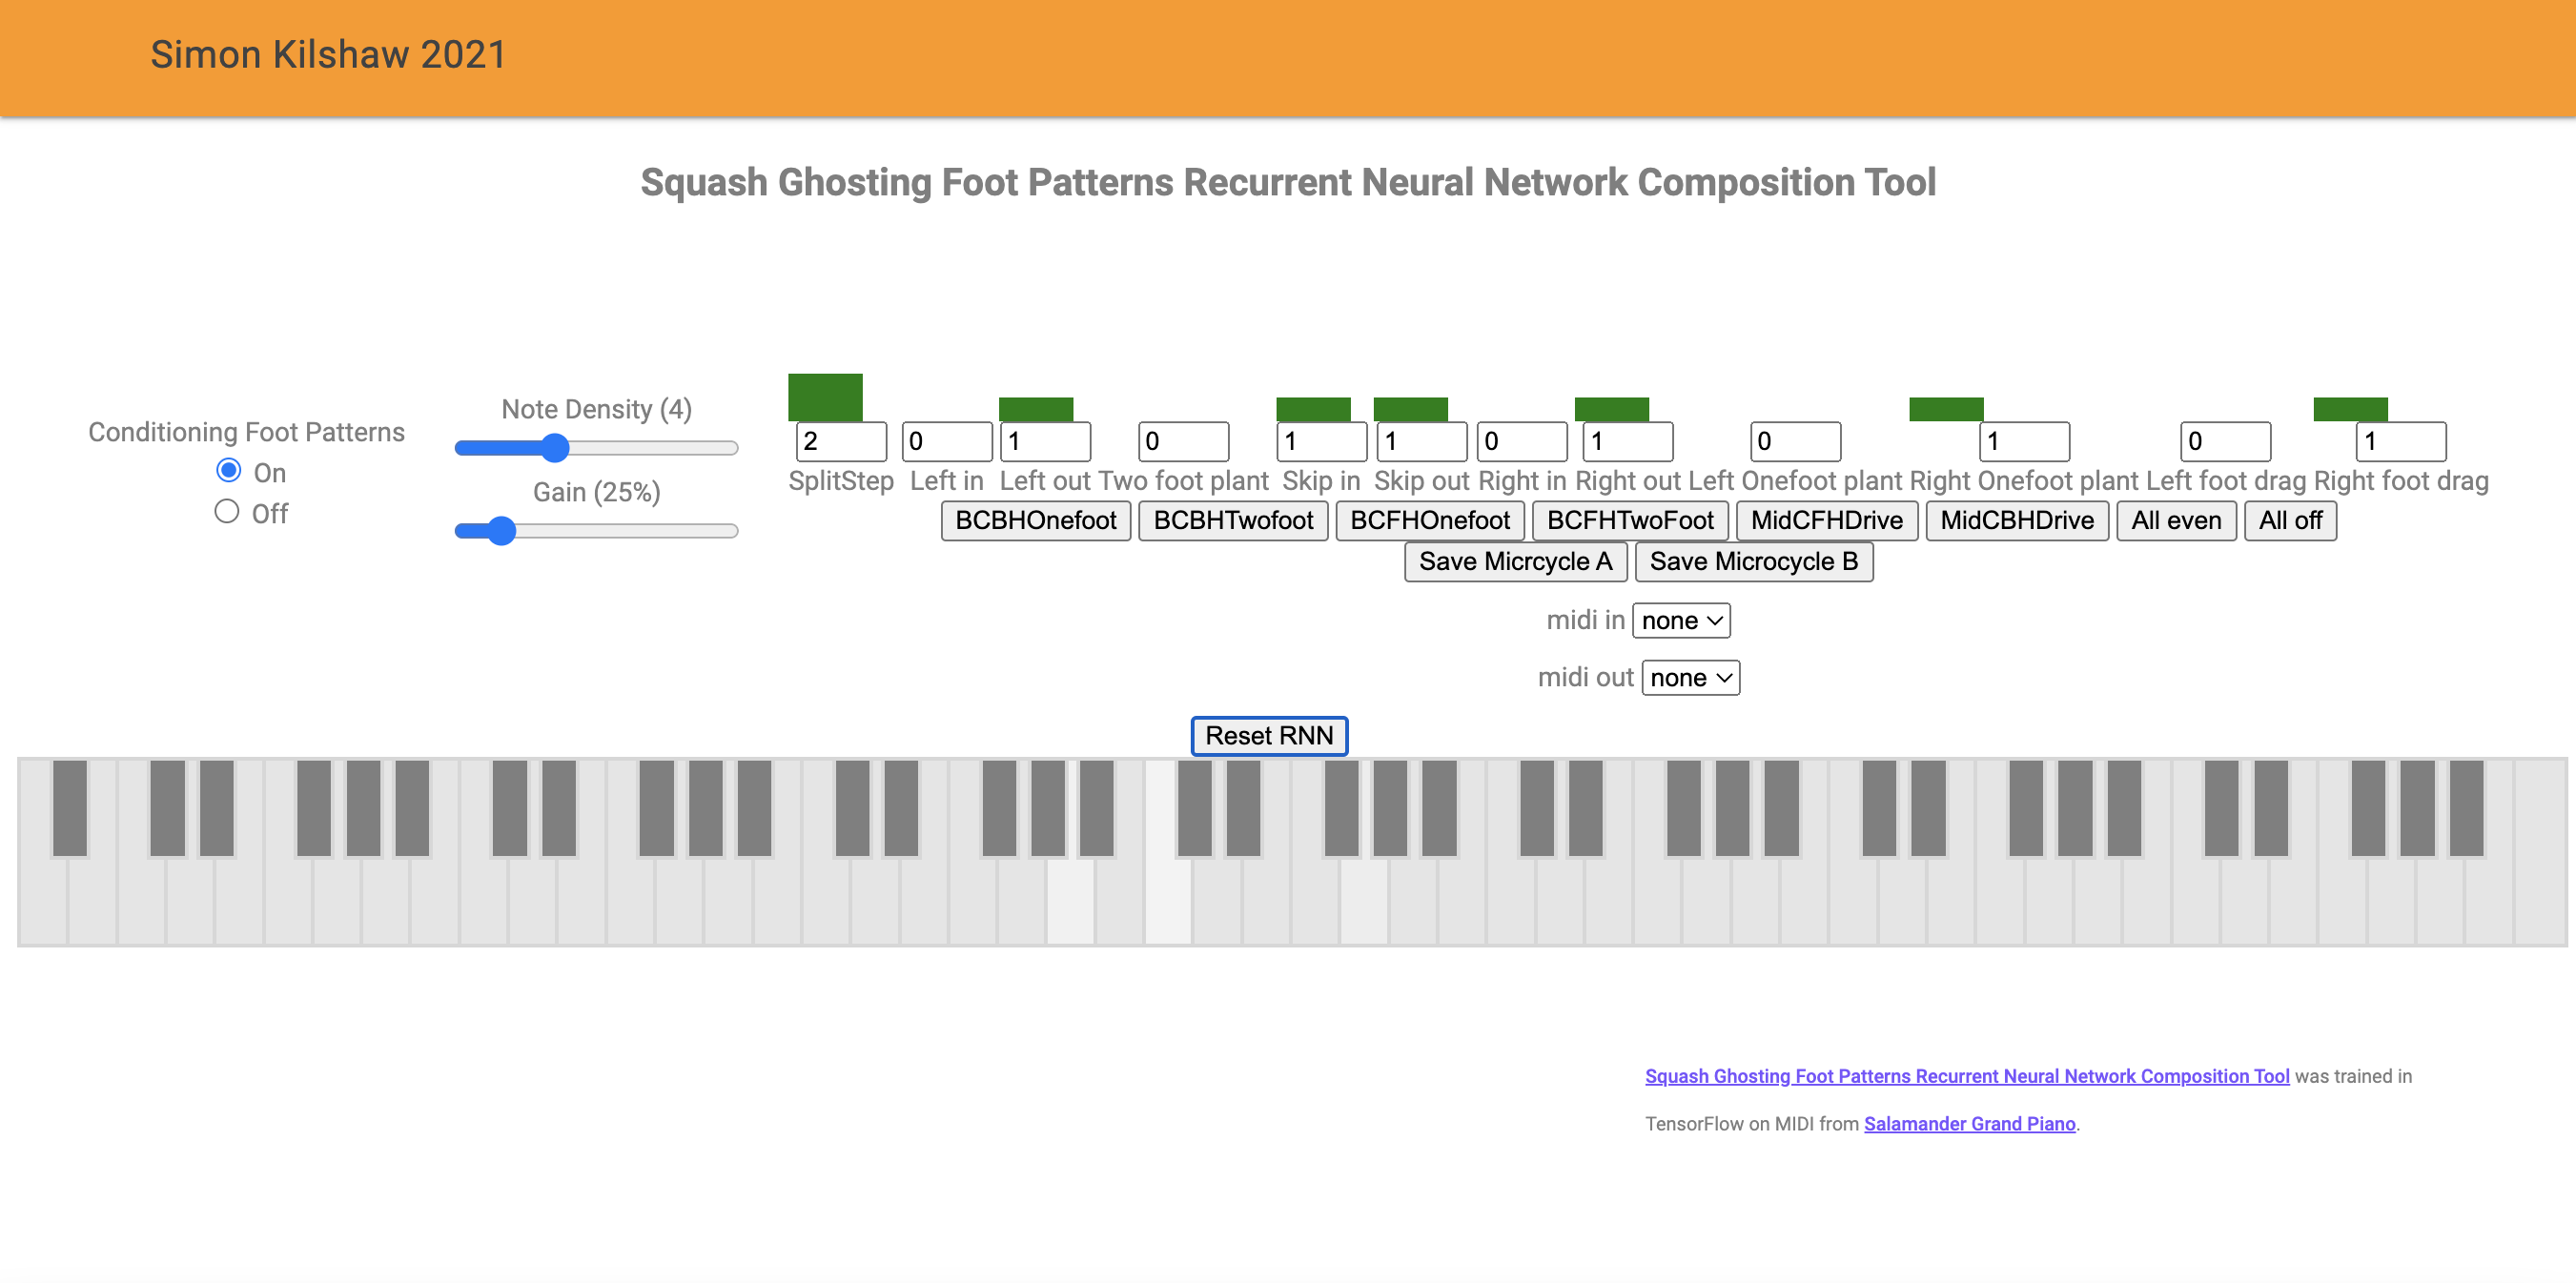 Simon Kilshaw 2021
Squash Ghosting Foot Patterns Recurrent Neural Network Composition Tool
Conditioning Foot Patterns
On
Off
Note Density (4)
Gain (25%)
2 0 1 0 1 1 0 1 0 1 0 1
SplitStep Left in Left out Two foot plant Skip in Skip out Right in Right out Left Onefoot plant Right Onefoot plant Left foot drag Right foot drag
BCBHOnefoot BCBHTwofoot BCFHOnefoot BCFHTwoFoot MidCFHDrive MidCBHDrive All even All off
Save Micrcycle A Save Microcycle B
midi in none
midi out none
Reset RNN
Squash Ghosting Foot Patterns Recurrent Neural Network Composition Tool was trained in
TensorFlow on MIDI from Salamander Grand Piano.